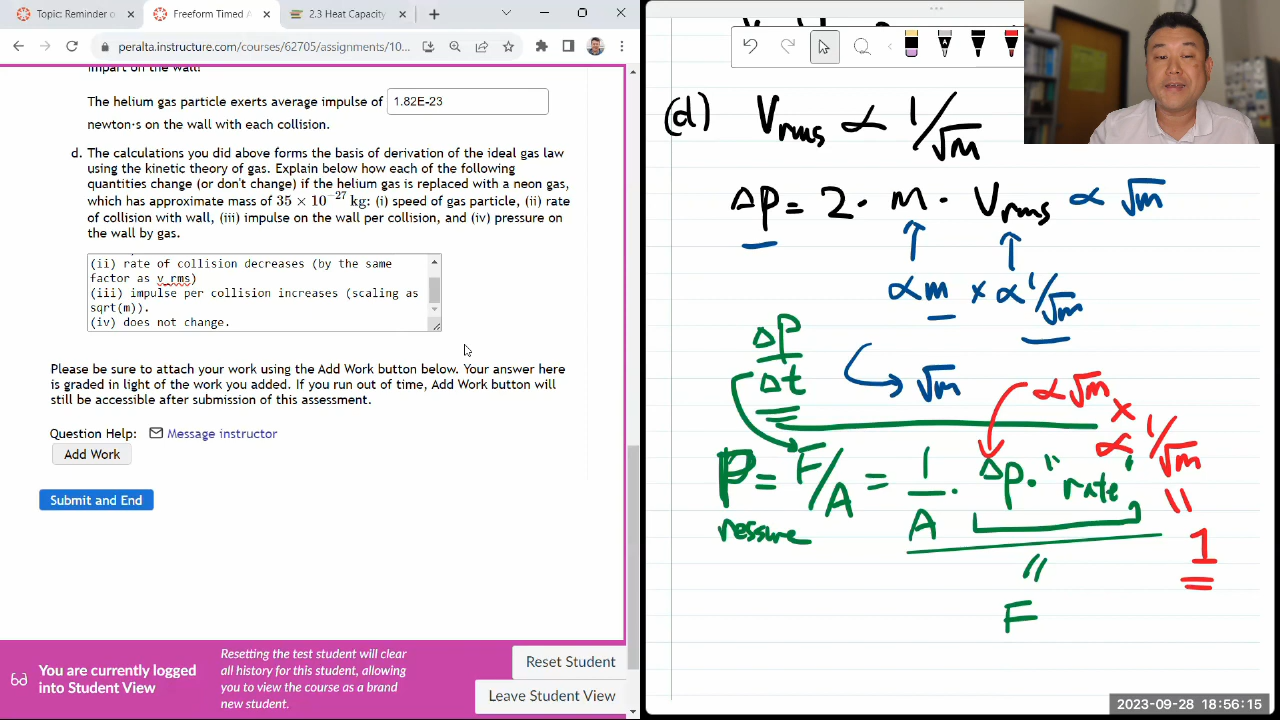 Topic: Reminder o
Freeform Timed A
2.3 Heat Capacity
peralta.instructure.com/courses/62705/assignments/10...
impart on the wall!
The helium gas particle exerts average impulse of 1.82E-23
newton·s on the wall with each collision.
d. The calculations you did above forms the basis of derivation of the ideal gas law
using the kinetic theory of gas. Explain below how each of the following
quantities change (or don't change) if the helium gas is replaced with a neon gas,
which has approximate mass of 35 × 10⁻²⁷ kg: (i) Speed of gas particle, (ii) rate
of collision with wall, (iii) impulse on the wall per collision, and (iv) pressure on
the wall by gas.
(ii) rate of collision decreases (by the same
factor as v_rms)
(iii) impulse per collision increases (scaling as
sqrt(m)).
(iv) does not change.
Please be sure to attach your work using the Add Work button below. Your answer here
is graded in light of the work you added. If you run out of time, Add Work button will
still be accessible after submission of this assessment.
Question Help: Message instructor
Add Work
Submit and End
You are currently logged
into Student View
Resetting the test student will clear
all history for this student, allowing
you to view the course as a brand
new student.
Reset Student
Leave Student View
(d) Vrms ∝ 1/√m
Δp = 2 · m · Vrms ∝ √m
∝ m × ∝ 1/√m
Δp
Δt
√m
∝ √m
×
∝ 1/√m
P = F/A = 1/A · Δp · "rate"
ressure
=
1
=
F
2023-09-28 18:56:15